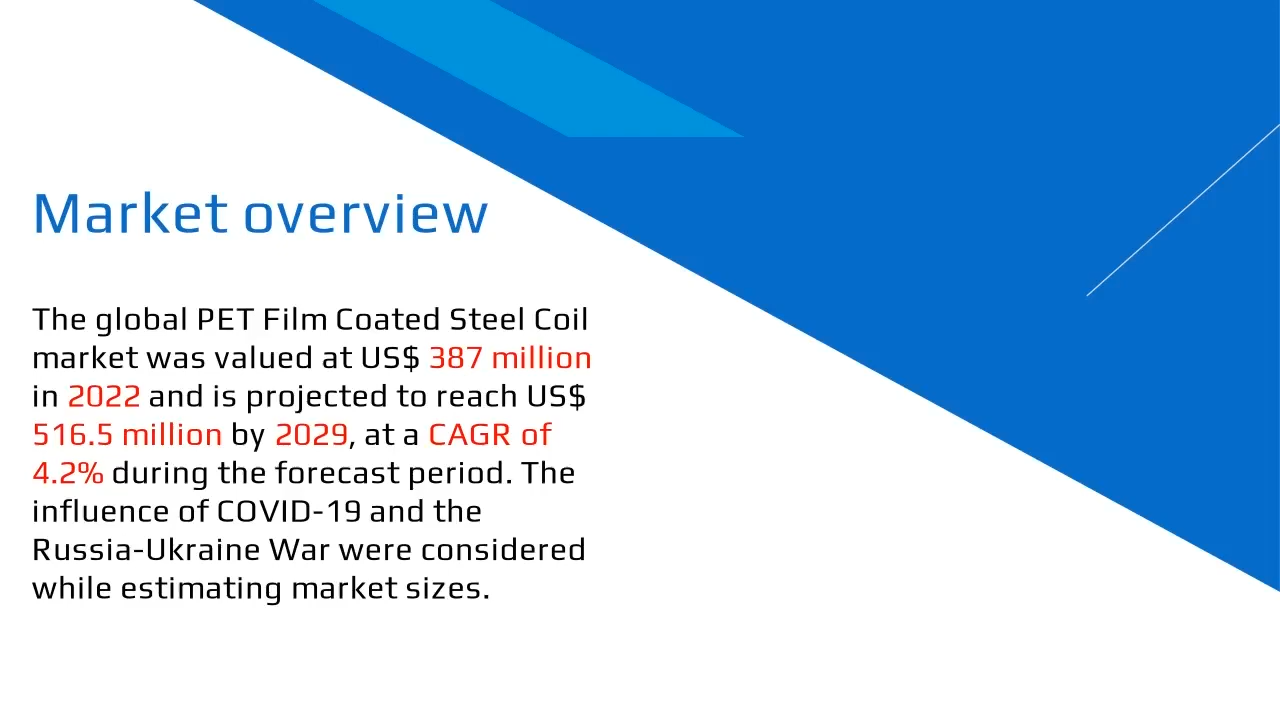 Market overview
The global PET Film Coated Steel Coil
market was valued at US$ 387 million
in 2022 and is projected to reach US$
516.5 million by 2029, at a CAGR of
4.2% during the forecast period. The
influence of COVID-19 and the
Russia-Ukraine War were considered
while estimating market sizes.